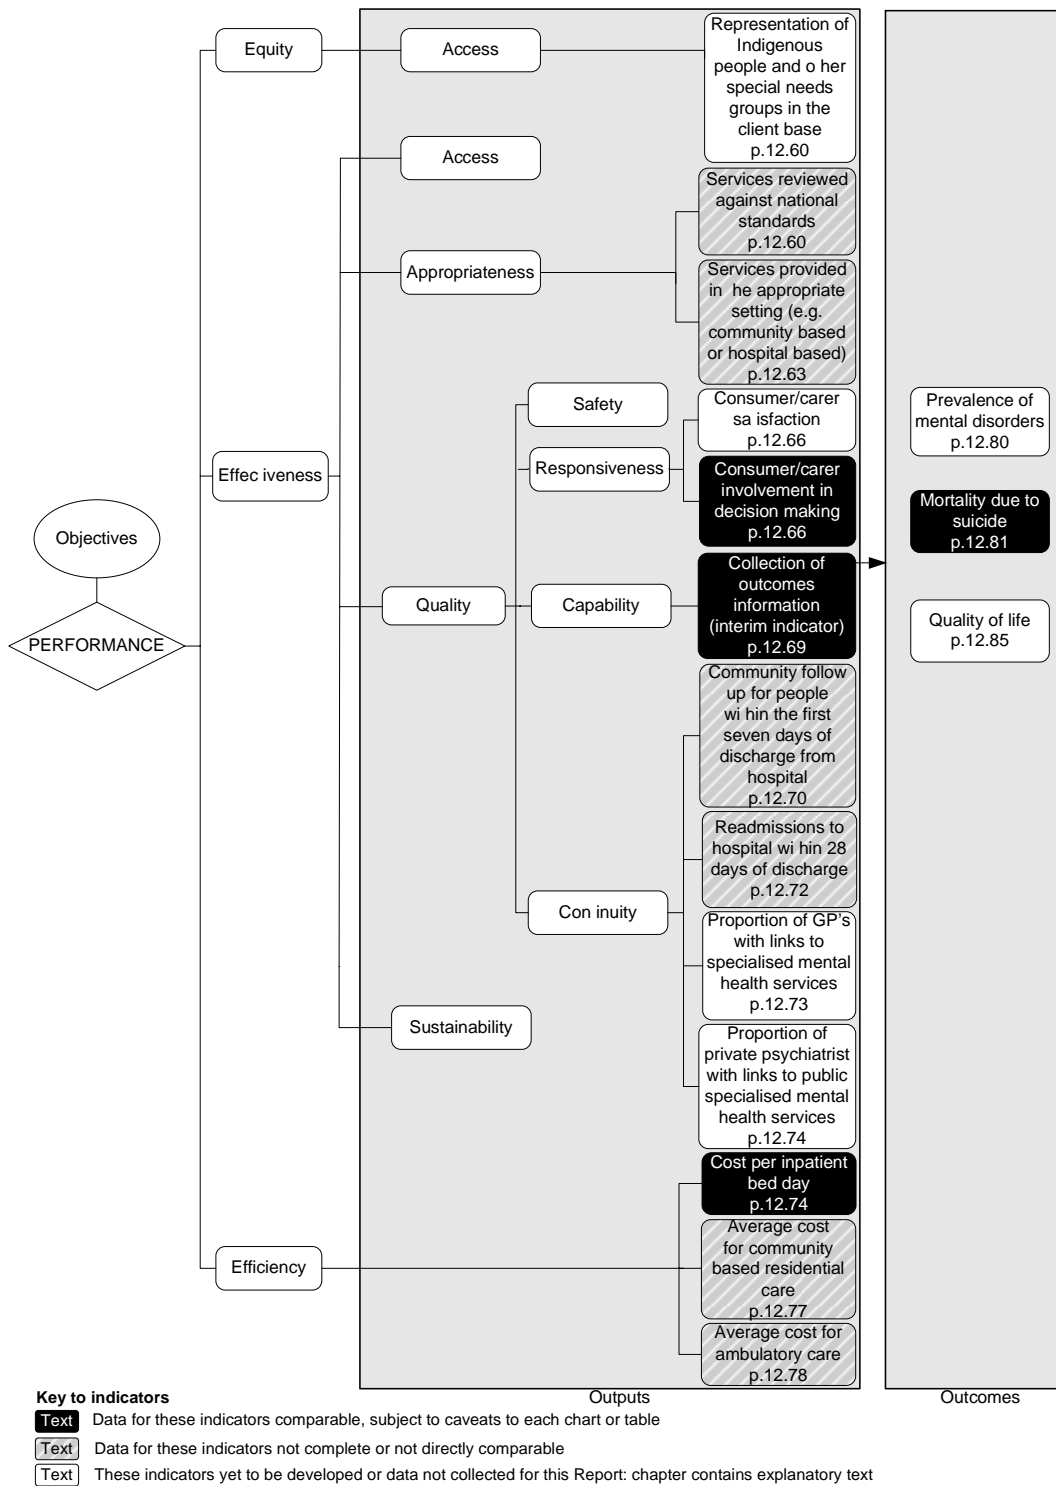 Objectives
PERFORMANCE
Equity
Access
Representation of
Indigenous
people and o her
special needs
groups in the
client base
p.12.60
Effec iveness
Access
Appropriateness
Services reviewed
against national
standards
p.12.60
Services provided
in he appropriate
setting (e.g.
community based
or hospital based)
p.12.63
Quality
Safety
Responsiveness
Consumer/carer
sa isfaction
p.12.66
Consumer/carer
involvement in
decision making
p.12.66
Capability
Collection of
outcomes
information
(interim indicator)
p.12.69
Con inuity
Community follow
up for people
wi hin the first
seven days of
discharge from
hospital
p.12.70
Readmissions to
hospital wi hin 28
days of discharge
p.12.72
Proportion of GP's
with links to
specialised mental
health services
p.12.73
Proportion of
private psychiatrist
with links to public
specialised mental
health services
p.12.74
Sustainability
Efficiency
Cost per inpatient
bed day
p.12.74
Average cost
for community
based residential
care
p.12.77
Average cost for
ambulatory care
p.12.78
Outputs
Prevalence of
mental disorders
p.12.80
Mortality due to
suicide
p.12.81
Quality of life
p.12.85
Outcomes
Key to indicators
Text Data for these indicators comparable, subject to caveats to each chart or table
Text Data for these indicators not complete or not directly comparable
Text These indicators yet to be developed or data not collected for this Report: chapter contains explanatory text